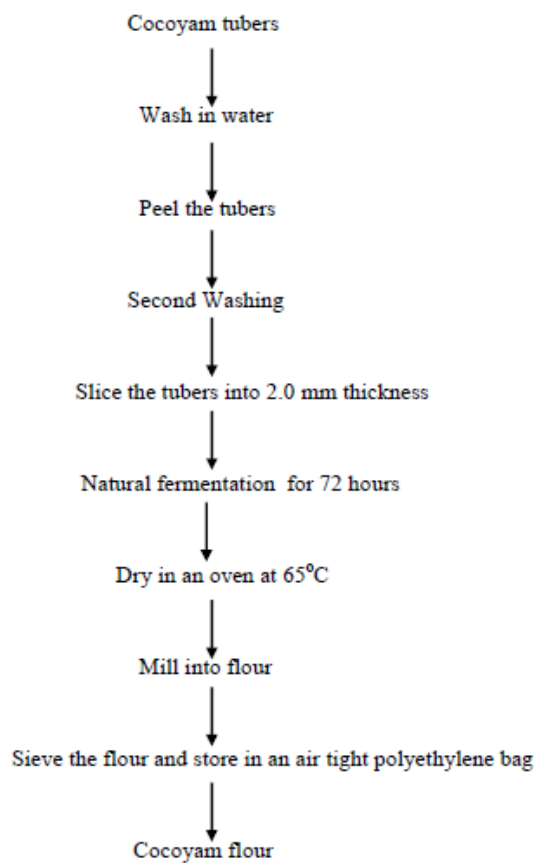 Cocoyam tubers
Wash in water
Peel the tubers
Second Washing
Slice the tubers into 2.0 mm thickness
Natural fermentation for 72 hours
Dry in an oven at 65⁰C
Mill into flour
Sieve the flour and store in an air tight polyethylene bag
Cocoyam flour